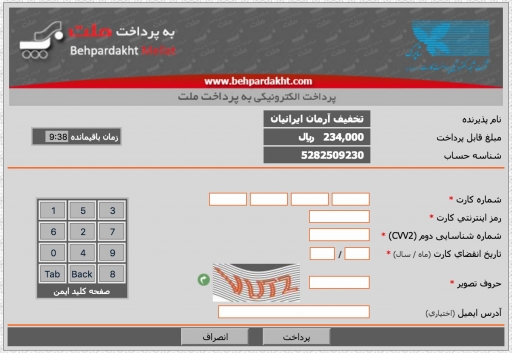 به پرداخت ملت
Behpardakht Mellat
www.behpardakht.com
پرداخت الکترونیکی به پرداخت ملت
نام پذیرنده
تخفیف آرمان ایرانیان
مبلغ قابل پرداخت
234,000 ریال
زمان باقیمانده 9:38
شناسه حساب
5282509230
شماره کارت *
رمز اینترنتي کارت *
شماره شناسایی دوم (CVV2) *
تاریخ انقضاي کارت (ماه / سال) * /
حروف تصویر *
آدرس ایمیل (اختیاری)
1 5 3
6 2 7
0 4 9
Tab Back 8
صفحه کلید ایمن
پرداخت
انصراف